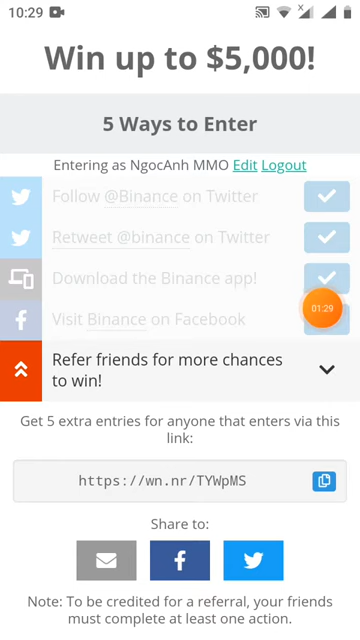 10:29
Win up to $5,000!
5 Ways to Enter
Entering as NgocAnh MMO Edit Logout
Follow @Binance on Twitter
Retweet @binance on Twitter
Download the Binance app!
01:29
Visit Binance on Facebook
Refer friends for more chances
to win!
Get 5 extra entries for anyone that enters via this
link:
https://wn.nr/TYWpMS
Share to:
Note: To be credited for a referral, your friends
must complete at least one action.